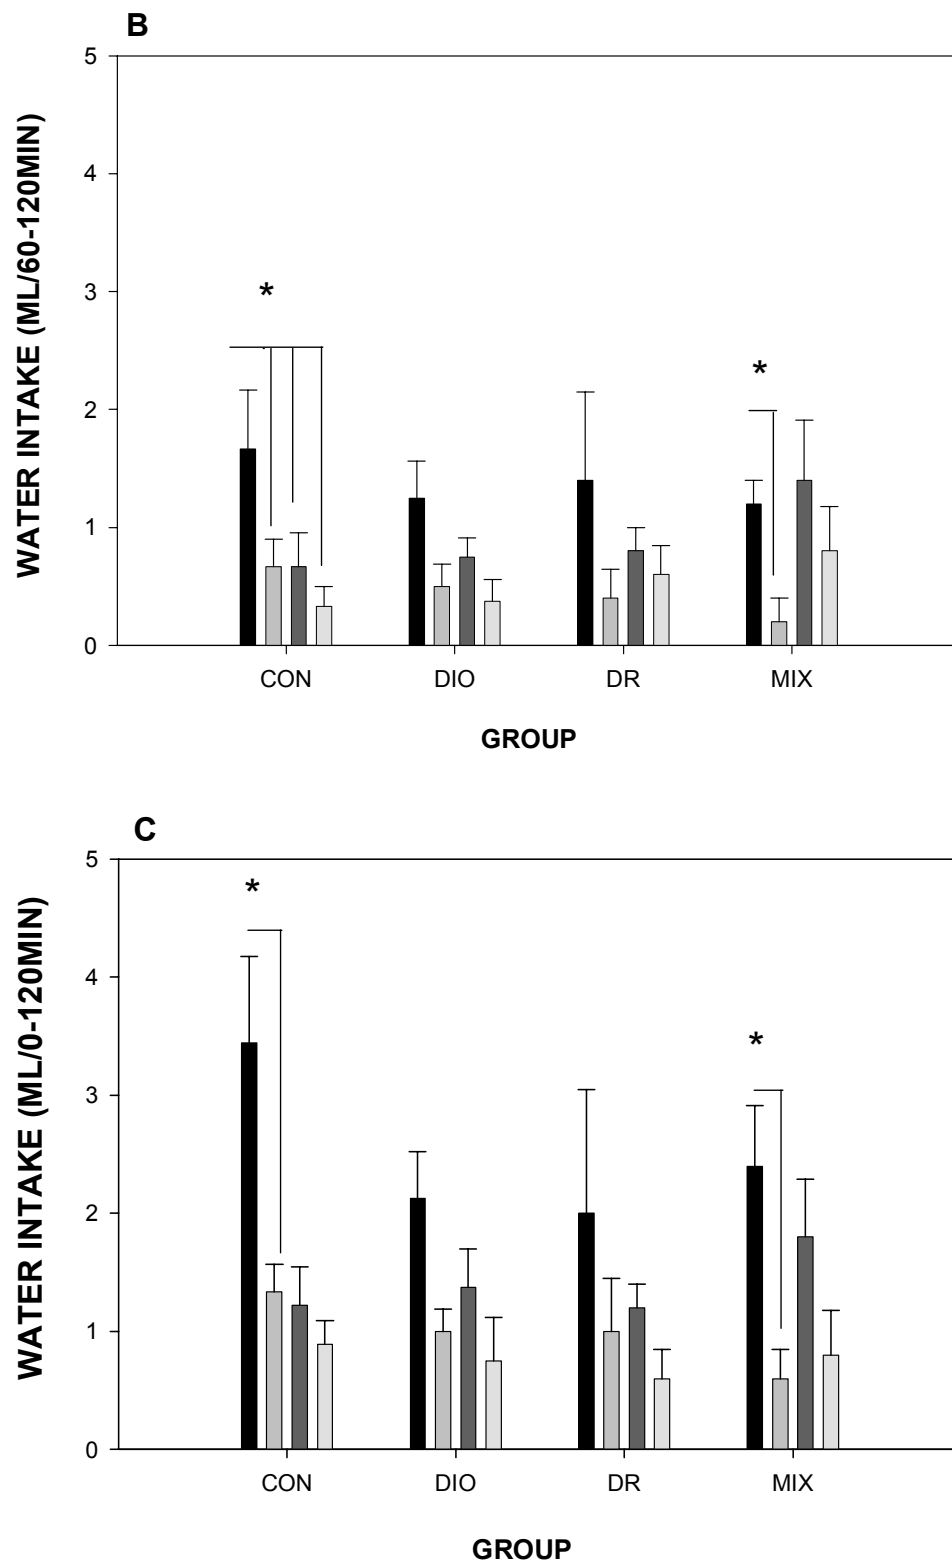 B
WATER INTAKE (ML/60-120MIN)
5
4
3
2
1
0
*
*
CON DIO DR MIX
GROUP
C
WATER INTAKE (ML/0-120MIN)
5
4
3
2
1
0
*
*
CON DIO DR MIX
GROUP